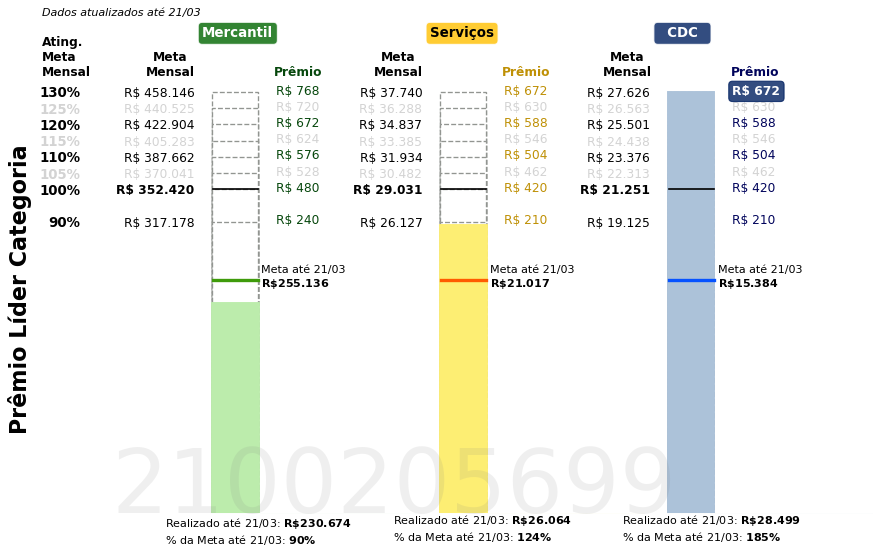 Dados atualizados até 21/03
Mercantil Serviços CDC
Ating. Meta Mensal Meta Mensal Prêmio Meta Mensal Prêmio Meta Mensal Prêmio
130% R$ 458.146 R$ 768 R$ 37.740 R$ 672 R$ 27.626 R$ 672
125% R$ 440.525 R$ 720 R$ 36.288 R$ 630 R$ 26.563 R$ 630
120% R$ 422.904 R$ 672 R$ 34.837 R$ 588 R$ 25.501 R$ 588
115% R$ 405.283 R$ 624 R$ 33.385 R$ 546 R$ 24.438 R$ 546
110% R$ 387.662 R$ 576 R$ 31.934 R$ 504 R$ 23.376 R$ 504
105% R$ 370.041 R$ 528 R$ 30.482 R$ 462 R$ 22.313 R$ 462
100% R$ 352.420 R$ 480 R$ 29.031 R$ 420 R$ 21.251 R$ 420
90% R$ 317.178 R$ 240 R$ 26.127 R$ 210 R$ 19.125 R$ 210
Meta até 21/03 Meta até 21/03 Meta até 21/03
R$255.136 R$21.017 R$15.384
Prêmio Líder Categoria
2100205699
Realizado até 21/03: R$230.674 Realizado até 21/03: R$26.064 Realizado até 21/03: R$28.499
% da Meta até 21/03: 90% % da Meta até 21/03: 124% % da Meta até 21/03: 185%